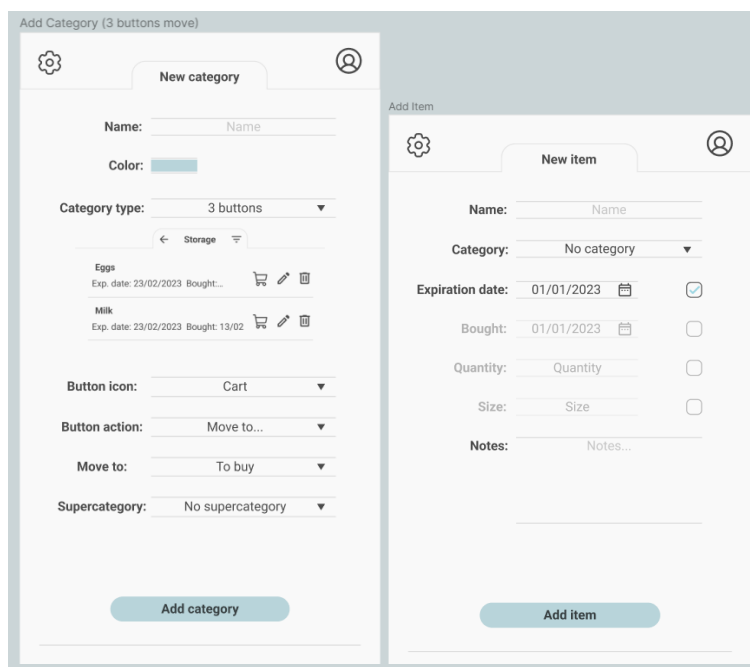 Add Category (3 buttons move)
New category
Name: Name
Color:
Category type: 3 buttons
Storage
Eggs
Exp. date: 23/02/2023 Bought:...
Milk
Exp. date: 23/02/2023 Bought: 13/02
Button icon: Cart
Button action: Move to...
Move to: To buy
Supercategory: No supercategory
Add category
Add Item
New item
Name: Name
Category: No category
Expiration date: 01/01/2023
Bought: 01/01/2023
Quantity: Quantity
Size: Size
Notes: Notes...
Add item